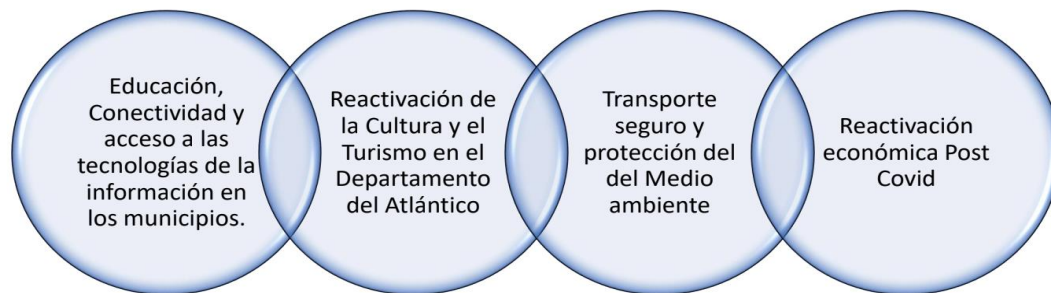 Educación,
Conectividad y
acceso a las
tecnologías de la
información en
los municipios.
Reactivación de
la Cultura y el
Turismo en el
Departamento
del Atlántico
Transporte
seguro y
protección del
del Medio
ambiente
Reactivación
económica Post
Covid